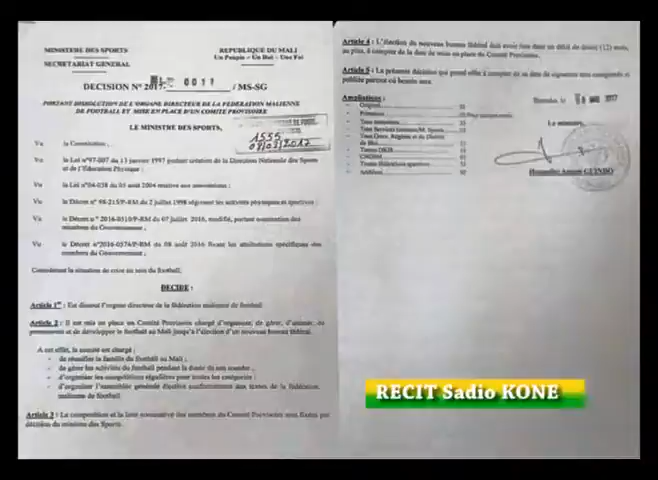 MINISTERE DES SPORTS
SECRETARIAT GENERAL
REPUBLIQUE DU MALI
Un Peuple – Un But – Une Foi
DECISION N° 2017- 0011 /MS-SG
PORTANT DISSOLUTION DE L'ORGANE DIRECTEUR DE LA FEDERATION MALIENNE
DE FOOTBALL ET MISE EN PLACE D'UN COMITE PROVISOIRE
LE MINISTRE DES SPORTS,
1555
08/03/2017
Vu la Constitution ;
Vu la Loi n°97-007 du 13 janvier 1997 portant création de la Direction Nationale des Sports
et de l'Education Physique ;
Vu la Loi n°04-038 du 05 août 2004 relative aux associations ;
Vu le Décret n° 98-215/P-RM du 2 juillet 1998 régissant les activités physiques et sportives ;
Vu le Décret n° 2016-0510/P-RM du 07 juillet 2016, modifié, portant nomination des
membres du Gouvernement ;
Vu le Décret n°2016-0574/P-RM du 08 août 2016 fixant les attributions spécifiques des
membres du Gouvernement ;
Considérant la situation de crise au sein du football.
DECIDE :
Article 1er : Est dissout l'organe directeur de la fédération malienne de football
Article 2 : Il est mis en place un Comité Provisoire chargé d'organiser, de gérer, d'animer, de
promouvoir et de développer le football au Mali jusqu'à l'élection d'un nouveau bureau fédéral.
A cet effet, le comité est chargé :
- de réunifier la famille du football au Mali ;
- de gérer les activités du football pendant la durée de son mandat ;
- d'organiser les compétitions régulières pour toutes les catégories ;
- d'organiser l'assemblée générale élective conformément aux textes de la fédération
malienne de football
Article 3 : La composition et la liste nominative des membres du Comité Provisoire sont fixées par
décision du ministre des Sports.
Article 4 : L'élection du nouveau bureau fédéral doit avoir lieu dans un délai de douze (12) mois,
au plus, à compter de la date de mise en place du Comité Provisoire.
Article 5 : La présente décision qui prend effet à compter de sa date de signature sera enregistrée et
publiée partout où besoin sera.
Ampliations :
- Original
Bamako, le MAR 2017
Le ministre,
- Archives
Housseïni Amion GUINDO
RECIT Sadio KONE